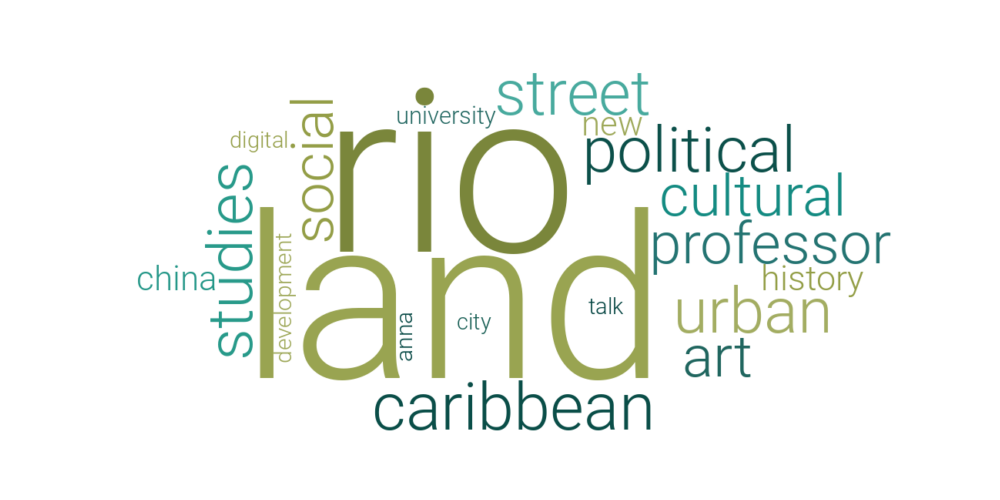 street
university
new
digital
social
rio
political
cultural
studies
professor
china
history
development
land
anna
city
talk
urban
art
caribbean